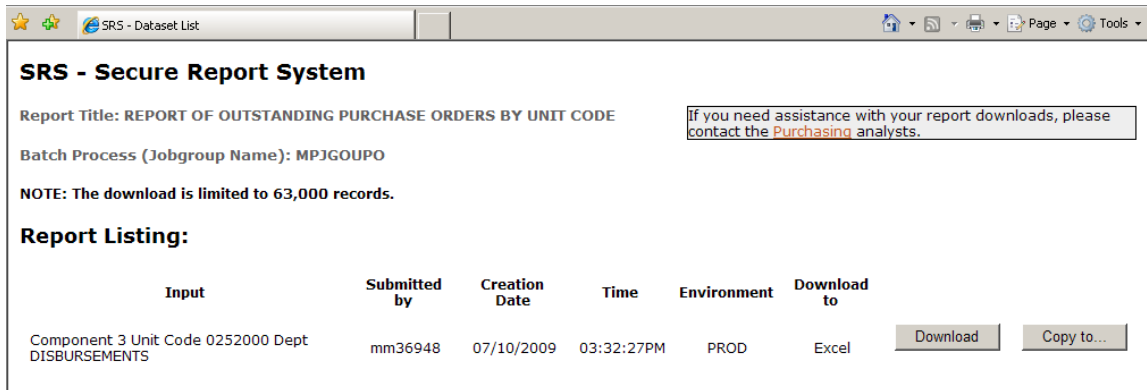 SRS - Dataset List
Page
Tools
SRS - Secure Report System
Report Title: REPORT OF OUTSTANDING PURCHASE ORDERS BY UNIT CODE
If you need assistance with your report downloads, please
contact the Purchasing analysts.
Batch Process (Jobgroup Name): MPJGOUPO
NOTE: The download is limited to 63,000 records.
Report Listing:
Input Submitted by Creation Date Time Environment Download to
Component 3 Unit Code 0252000 Dept
DISBURSEMENTS
mm36948 07/10/2009 03:32:27PM PROD Excel Download Copy to...